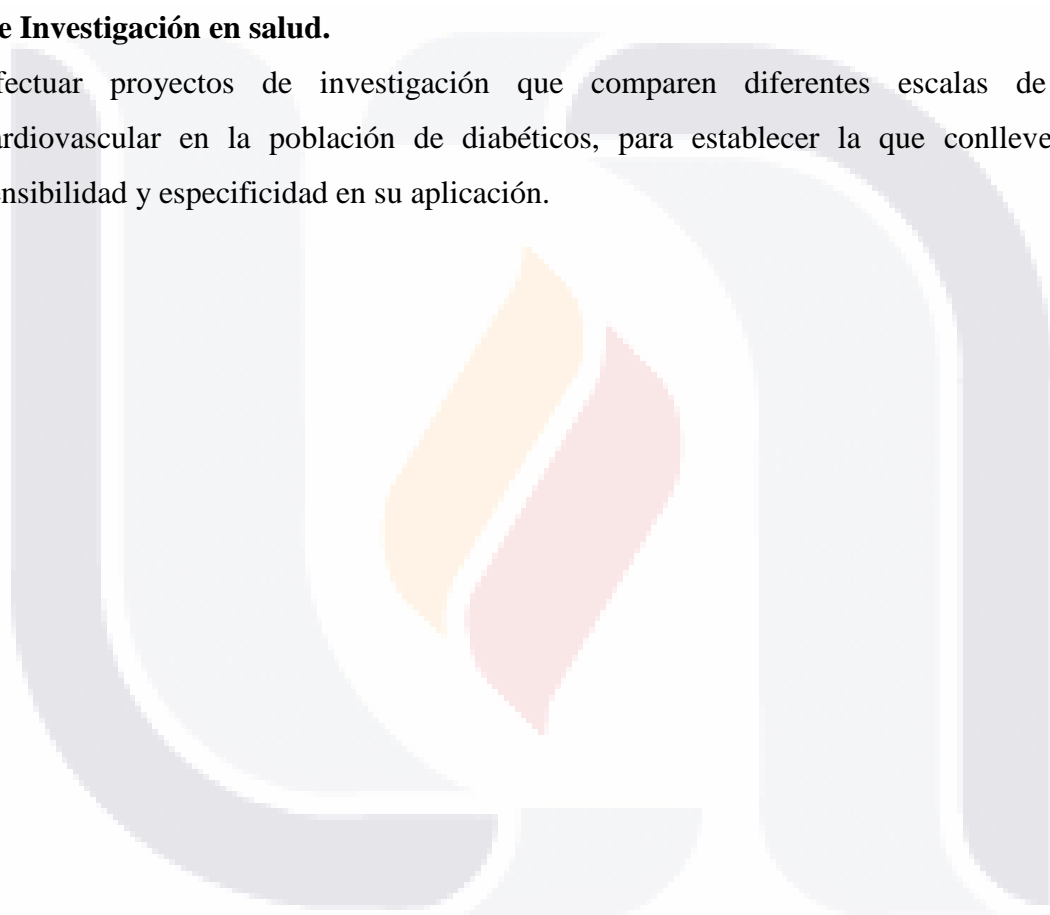 e Investigación en salud.
fectuar proyectos de investigación que comparen diferentes escalas de
ardiovascular en la población de diabéticos, para establecer la que conlleve
nsibilidad y especificidad en su aplicación.